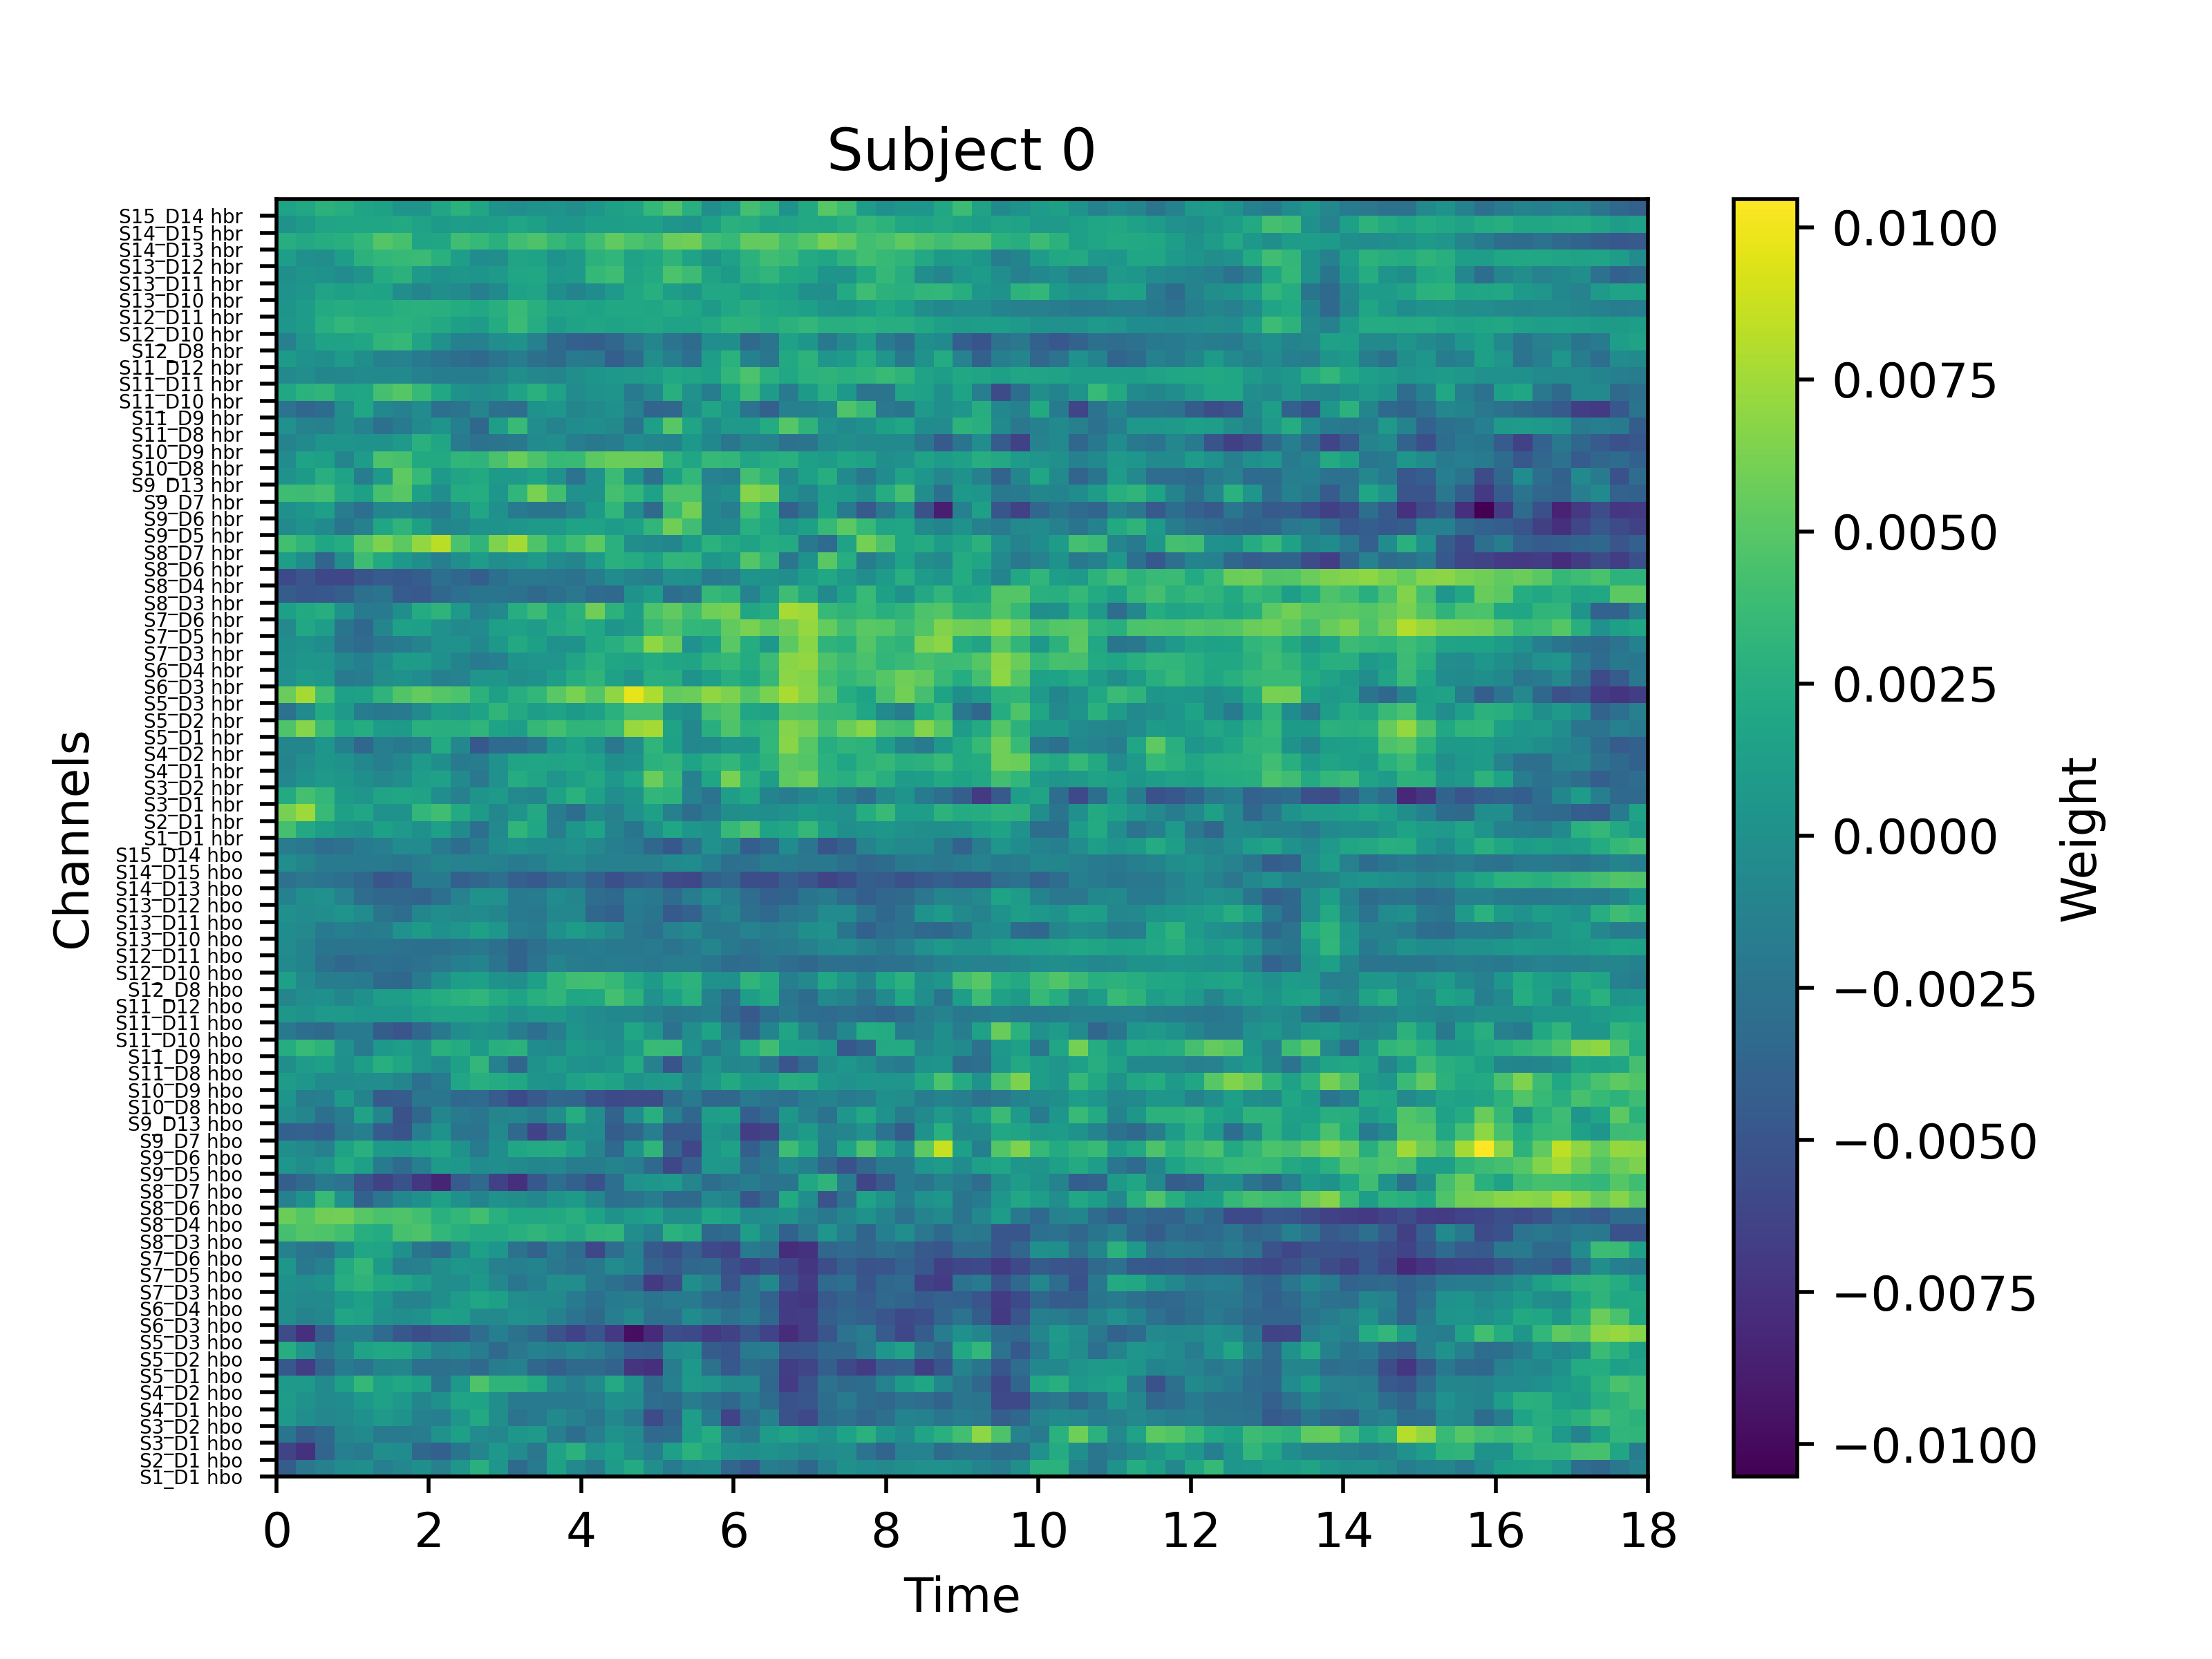 Subject 0
S15_D14 hbr
S14_D15 hbr
S14_D13 hbr
S13_D12 hbr
S13_D11 hbr
S13_D10 hbr
S12_D11 hbr
S12_D10 hbr
S12_D8 hbr
S11_D12 hbr
S11_D11 hbr
S11_D10 hbr
S11_D9 hbr
S11_D8 hbr
S10_D9 hbr
S10_D8 hbr
S9_D13 hbr
S9_D7 hbr
S9_D6 hbr
S9_D5 hbr
S8_D7 hbr
S8_D6 hbr
S8_D4 hbr
S8_D3 hbr
S7_D6 hbr
S7_D5 hbr
S7_D3 hbr
S6_D4 hbr
S6_D3 hbr
S5_D3 hbr
S5_D2 hbr
S5_D1 hbr
S4_D2 hbr
S4_D1 hbr
S3_D2 hbr
S3_D1 hbr
S2_D1 hbr
S1_D1 hbr
S15_D14 hbo
S14_D15 hbo
S14_D13 hbo
S13_D12 hbo
S13_D11 hbo
S13_D10 hbo
S12_D11 hbo
S12_D10 hbo
S12_D8 hbo
S11_D12 hbo
S11_D11 hbo
S11_D10 hbo
S11_D9 hbo
S11_D8 hbo
S10_D9 hbo
S10_D8 hbo
S9_D13 hbo
S9_D7 hbo
S9_D6 hbo
S9_D5 hbo
S8_D7 hbo
S8_D6 hbo
S8_D4 hbo
S8_D3 hbo
S7_D6 hbo
S7_D5 hbo
S7_D3 hbo
S6_D4 hbo
S6_D3 hbo
S5_D3 hbo
S5_D2 hbo
S5_D1 hbo
S4_D2 hbo
S4_D1 hbo
S3_D2 hbo
S3_D1 hbo
S2_D1 hbo
S1_D1 hbo
Channels
0 2 4 6 8 10 12 14 16 18
Time
0.0100
0.0075
0.0050
0.0025
0.0000
−0.0025
−0.0050
−0.0075
−0.0100
Weight